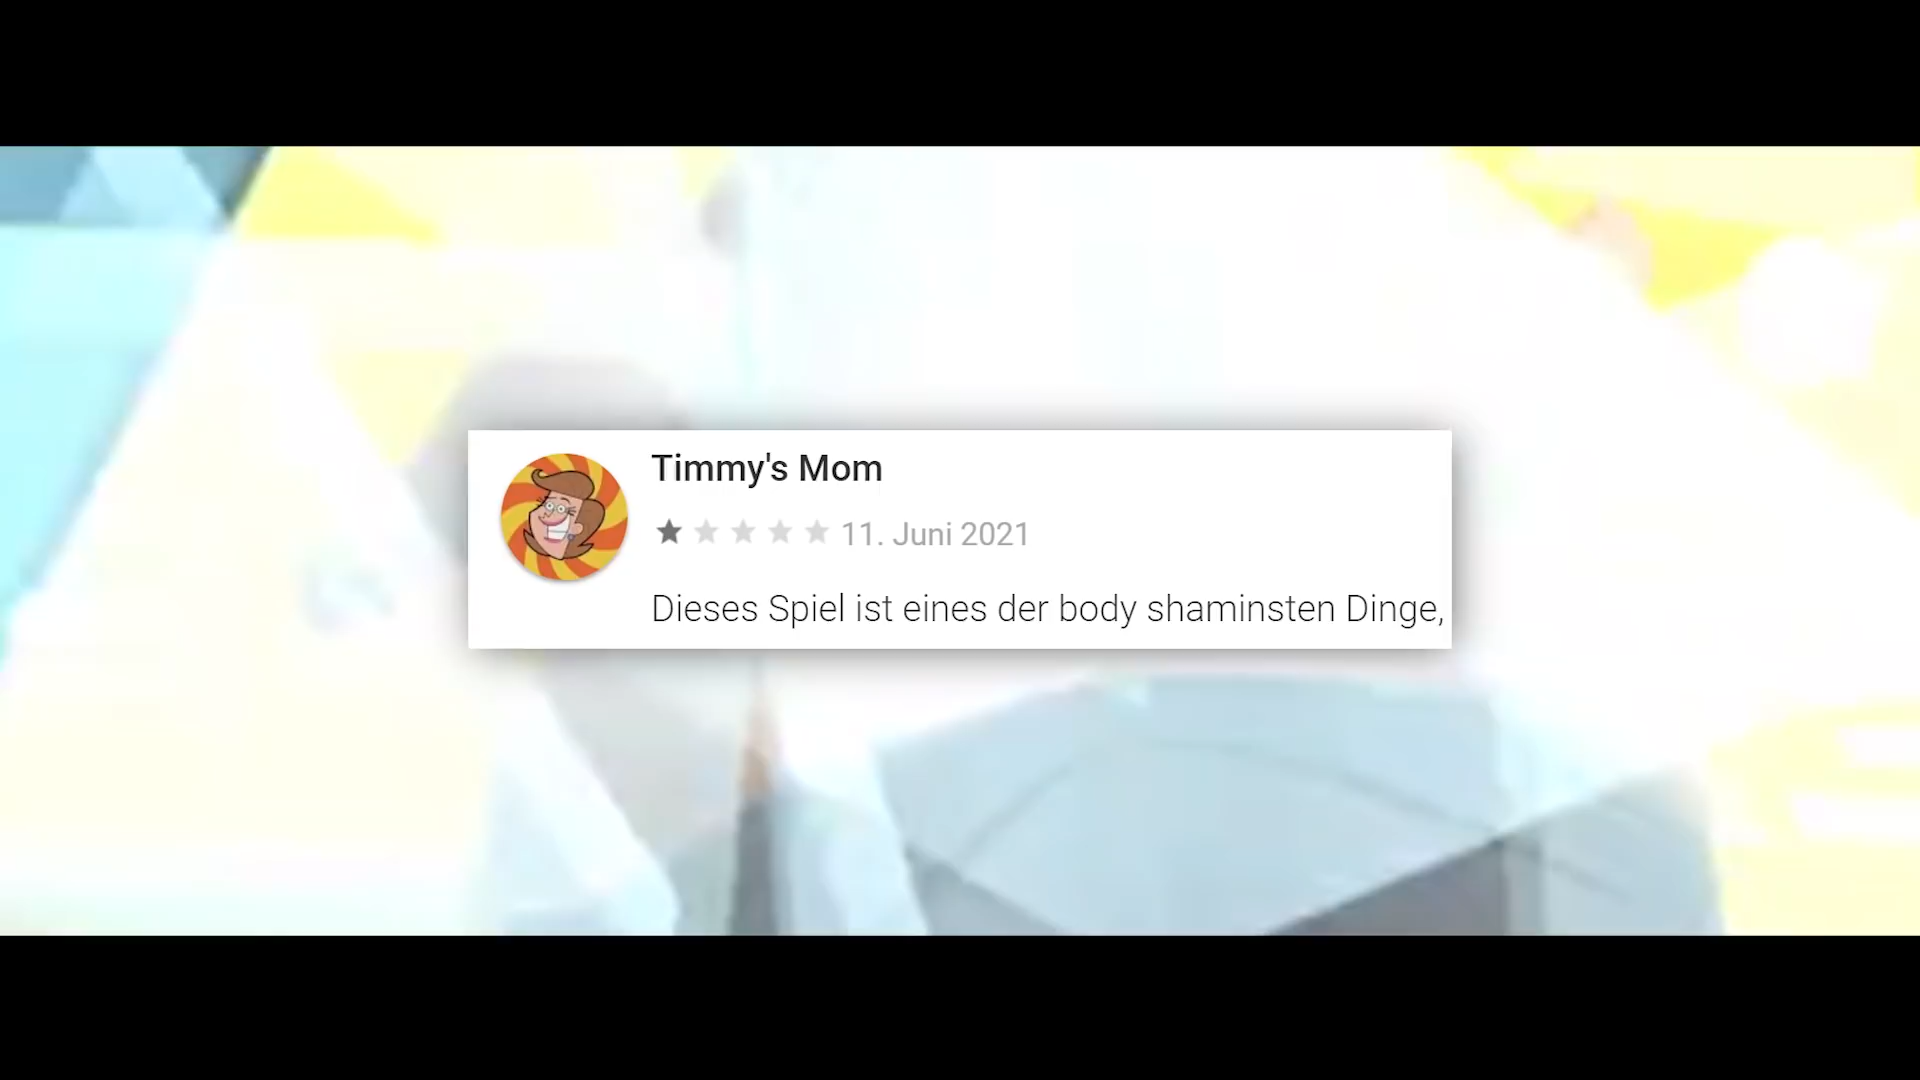 Timmy's Mom
11. Juni 2021
Dieses Spiel ist eines der body shaminsten Dinge,